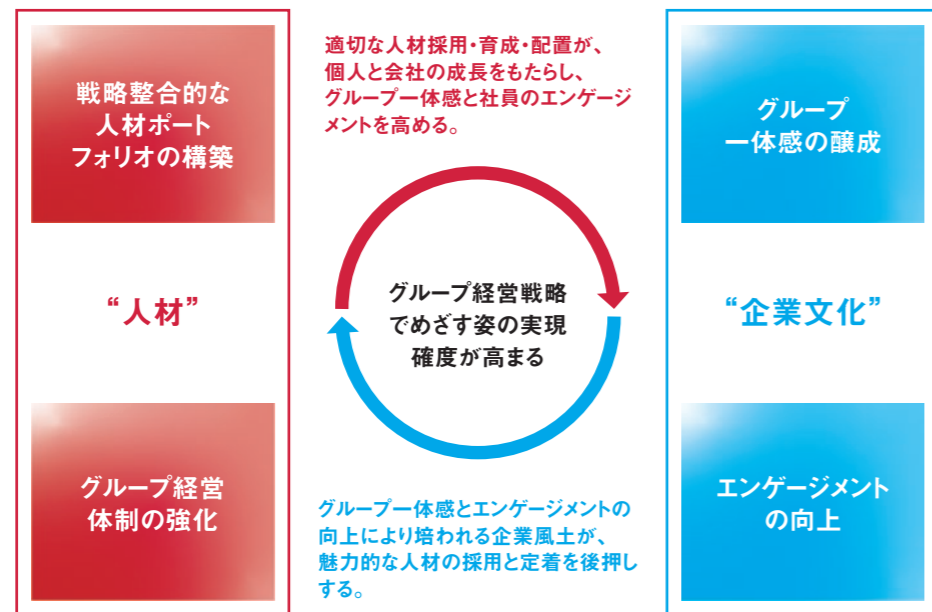 戦略整合的な
人材ポート
フォリオの構築
“人材”
グループ経営
体制の強化
適切な人材採用・育成・配置が、
個人と会社の成長をもたらし、
グループ一体感と社員のエンゲージ
メントを高める。
グループ経営戦略
でめざす姿の実現
確度が高まる
グループ一体感とエンゲージメントの
向上により培われる企業風土が、
魅力的な人材の採用と定着を後押し
する。
グループ
一体感の醸成
“企業文化”
エンゲージメント
の向上